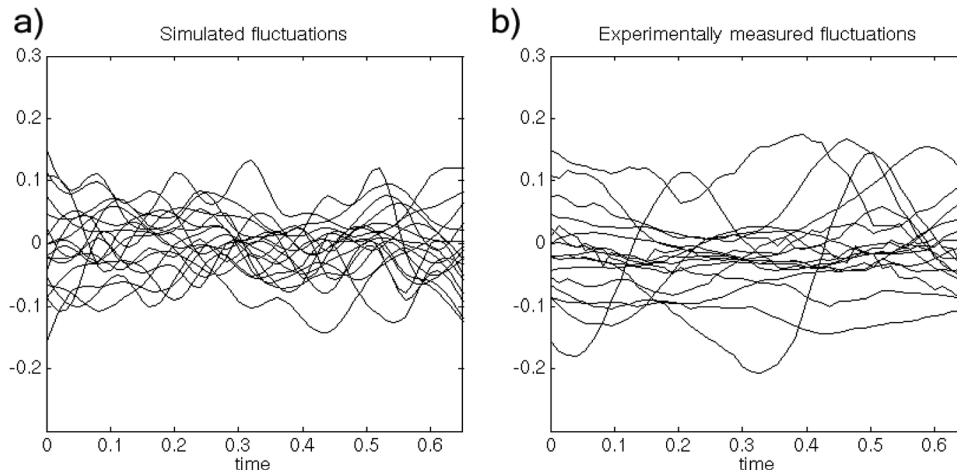 a)
Simulated fluctuations
0.3
0.2
0.1
0
-0.1
-0.2
0 0.1 0.2 0.3 0.4 0.5 0.6
time
b)
Experimentally measured fluctuations
0.3
0.2
0.1
0
-0.1
-0.2
0 0.1 0.2 0.3 0.4 0.5 0.6
time